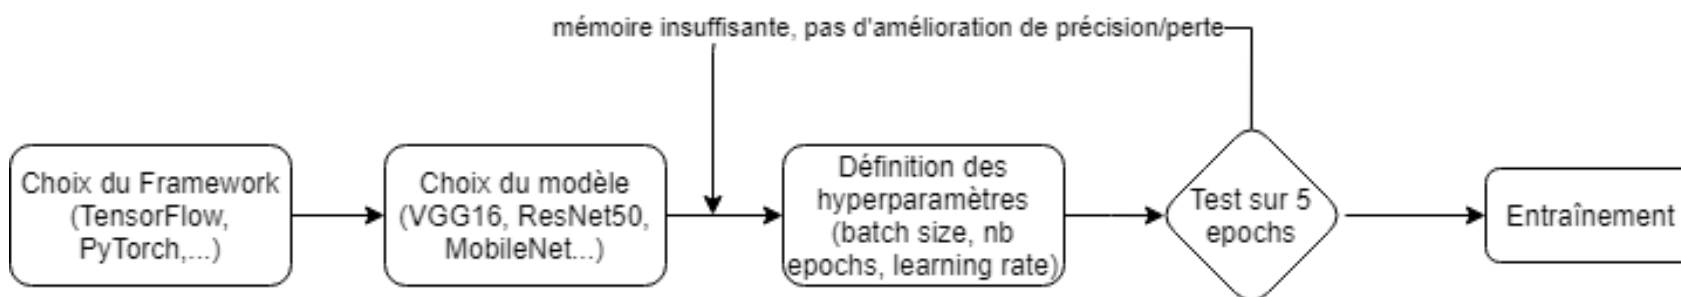 mémoire insuffisante, pas d'amélioration de précision/perte
Choix du Framework
(TensorFlow,
PyTorch,...)
Choix du modèle
(VGG16, ResNet50,
MobileNet...)
Définition des
hyperparamètres
(batch size, nb
epochs, learning rate)
Test sur 5
epochs
Entraînement